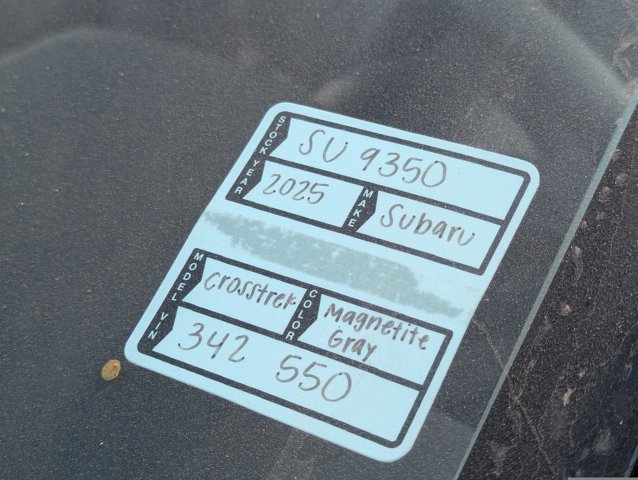 STOCK SU 9350
YEAR 2025 MAKE Subaru
MODEL Crosstrek COLOR Magnetite
Gray
VIN 342 550